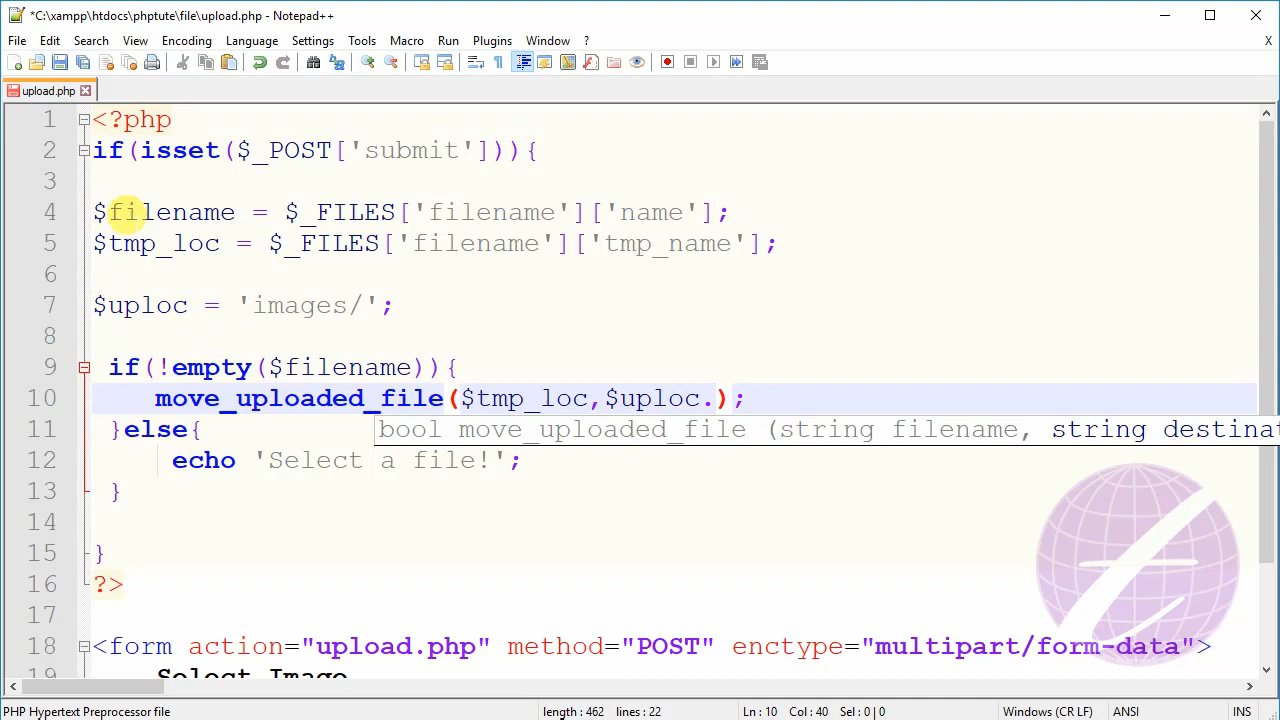 *C:\xampp\htdocs\phptute\file\upload.php - Notepad++
File Edit Search View Encoding Language Settings Tools Macro Run Plugins Window ? X
upload.php
1 <?php
2 if(isset($_POST['submit'])){
3
4 $filename = $_FILES['filename']['name'];
5 $tmp_loc = $_FILES['filename']['tmp_name'];
6
7 $uploc = 'images/';
8
9 if(!empty($filename)){
10 move_uploaded_file($tmp_loc,$uploc.);
bool move_uploaded_file (string filename, string destinat
11 }else{
12 echo 'Select a file!';
13 }
14
15 }
16 ?>
17
18 <form action="upload.php" method="POST" enctype="multipart/form-data">
19 Select Image
PHP Hypertext Preprocessor file length : 462 lines : 22 Ln : 10 Col : 40 Sel : 0 | 0 Windows (CR LF) ANSI INS